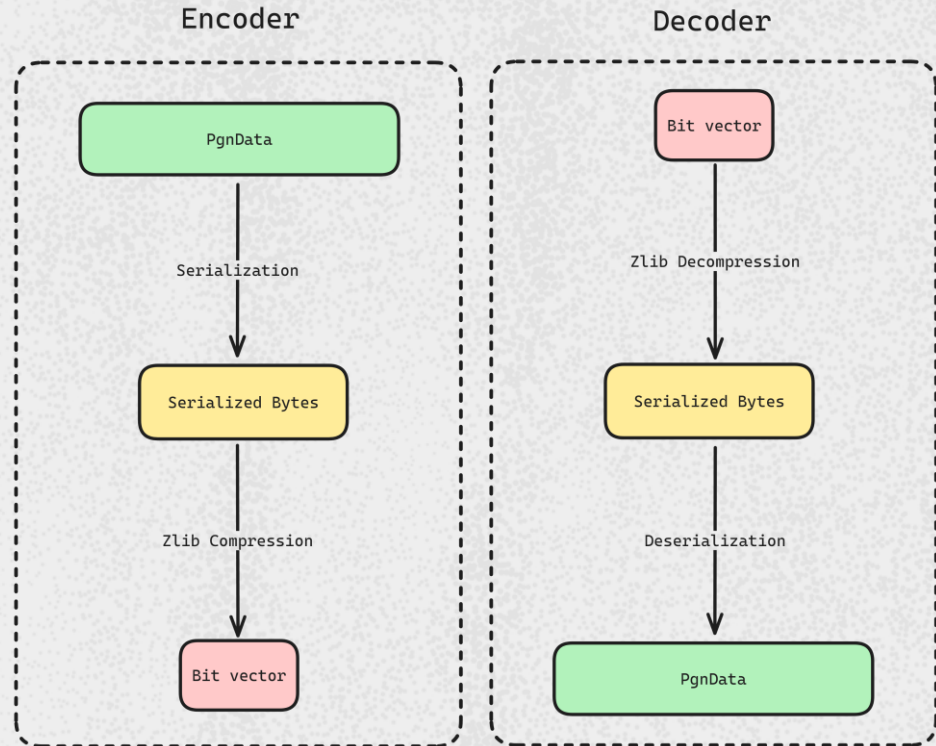 Encoder
PgnData
Serialization
Serialized Bytes
Zlib Compression
Bit vector
Decoder
Bit vector
Zlib Decompression
Serialized Bytes
Deserialization
PgnData